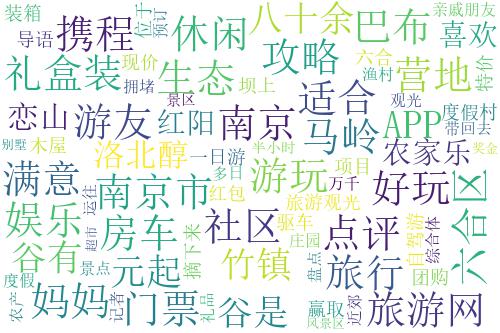 装箱
导语
携程
位于
预订
休闲
八十余
巴布
亲戚朋友
喜欢
礼盒装
现价
拥堵
生态
坝上
攻略
六合
渔村
营地
特价
观光
度假村
带回去
恋山
游友
红阳
景区
南京
适合
马岭
APP
农家乐
别墅
木屋
洛北醇
一日游
半小时
项目
奖金
满意
南京市
多日
红包
游玩
万千
好玩
六合区
旅游观光
娱乐
运往
房车
社区
驱车
点评
自驾游
综合体
谷有
超市
摘下来
庄园
度假
景点
元起
竹镇
盘点
旅行
团购
农产
妈妈
记者
门票
礼品
谷是
赢取
风景区
近郊
旅游网